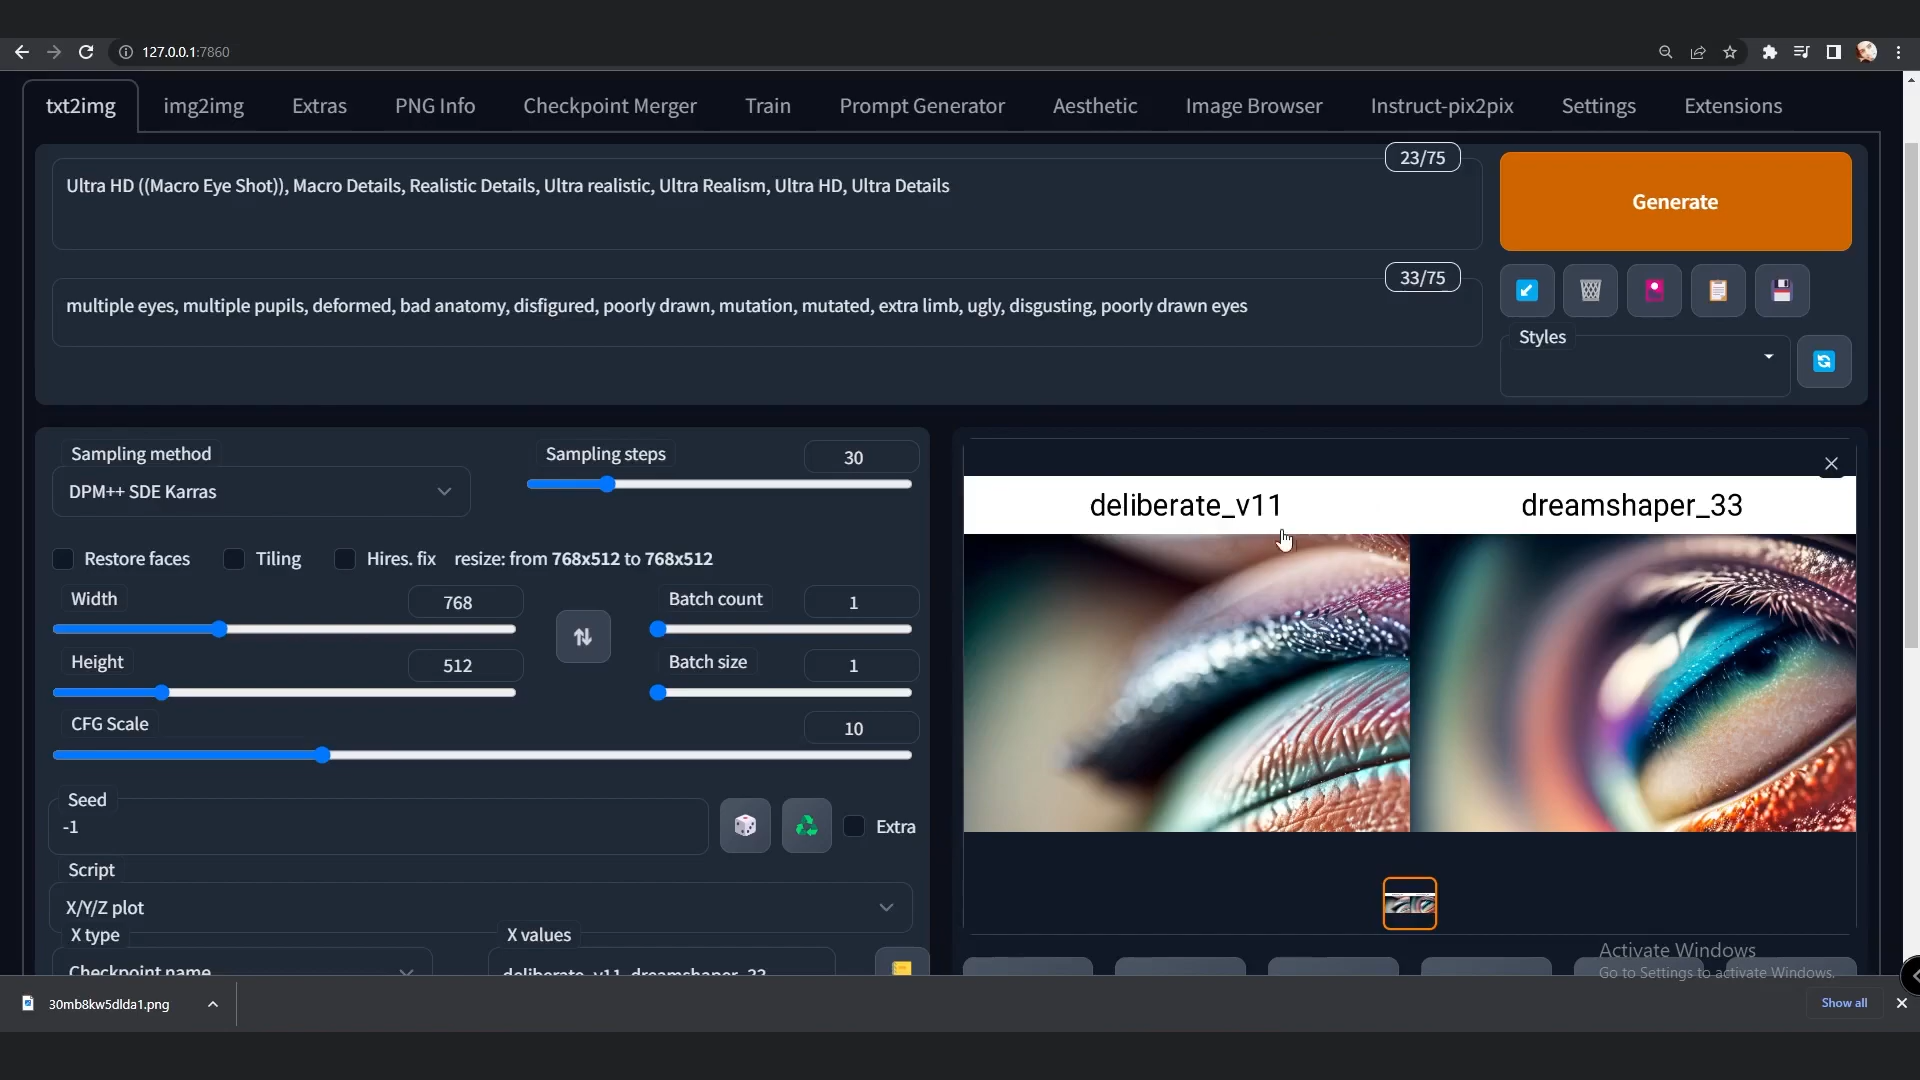 127.0.0.1:7860
txt2img img2img Extras PNG Info Checkpoint Merger Train Prompt Generator Aesthetic Image Browser Instruct-pix2pix Settings Extensions
23/75
Ultra HD ((Macro Eye Shot)), Macro Details, Realistic Details, Ultra realistic, Ultra Realism, Ultra HD, Ultra Details
Generate
33/75
multiple eyes, multiple pupils, deformed, bad anatomy, disfigured, poorly drawn, mutation, mutated, extra limb, ugly, disgusting, poorly drawn eyes
Styles
Sampling method
DPM++ SDE Karras
Sampling steps
30
Restore faces Tiling Hires. fix resize: from 768x512 to 768x512
Width
768
Batch count
1
Height
512
Batch size
1
CFG Scale
10
Seed
-1
Extra
Script
X/Y/Z plot
X type
Checkpoint name
X values
deliberate_v11, dreamshaper_33
deliberate_v11 dreamshaper_33
Activate Windows
Go to Settings to activate Windows.
30mb8kw5dlda1.png
Show all